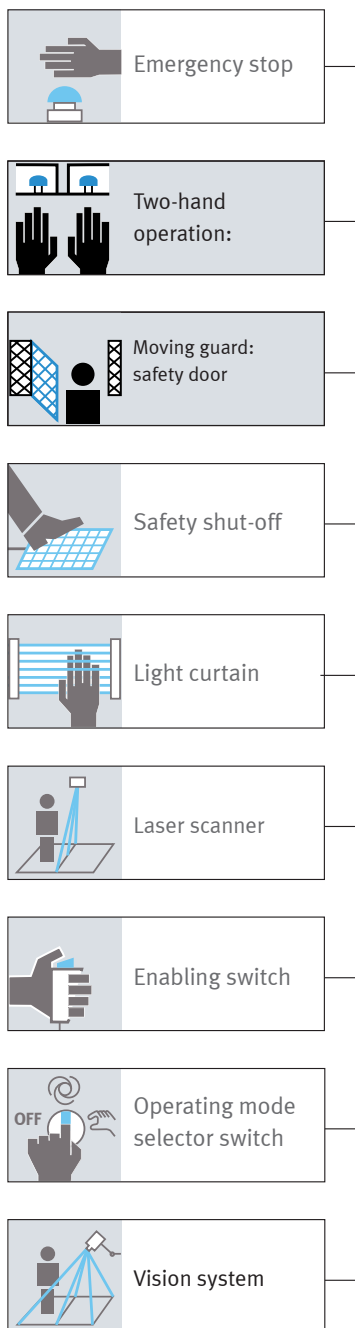 Emergency stop
Two-hand
operation:
Moving guard:
safety door
Safety shut-off
Light curtain
Laser scanner
Enabling switch
OFF
Operating mode
selector switch
Vision system